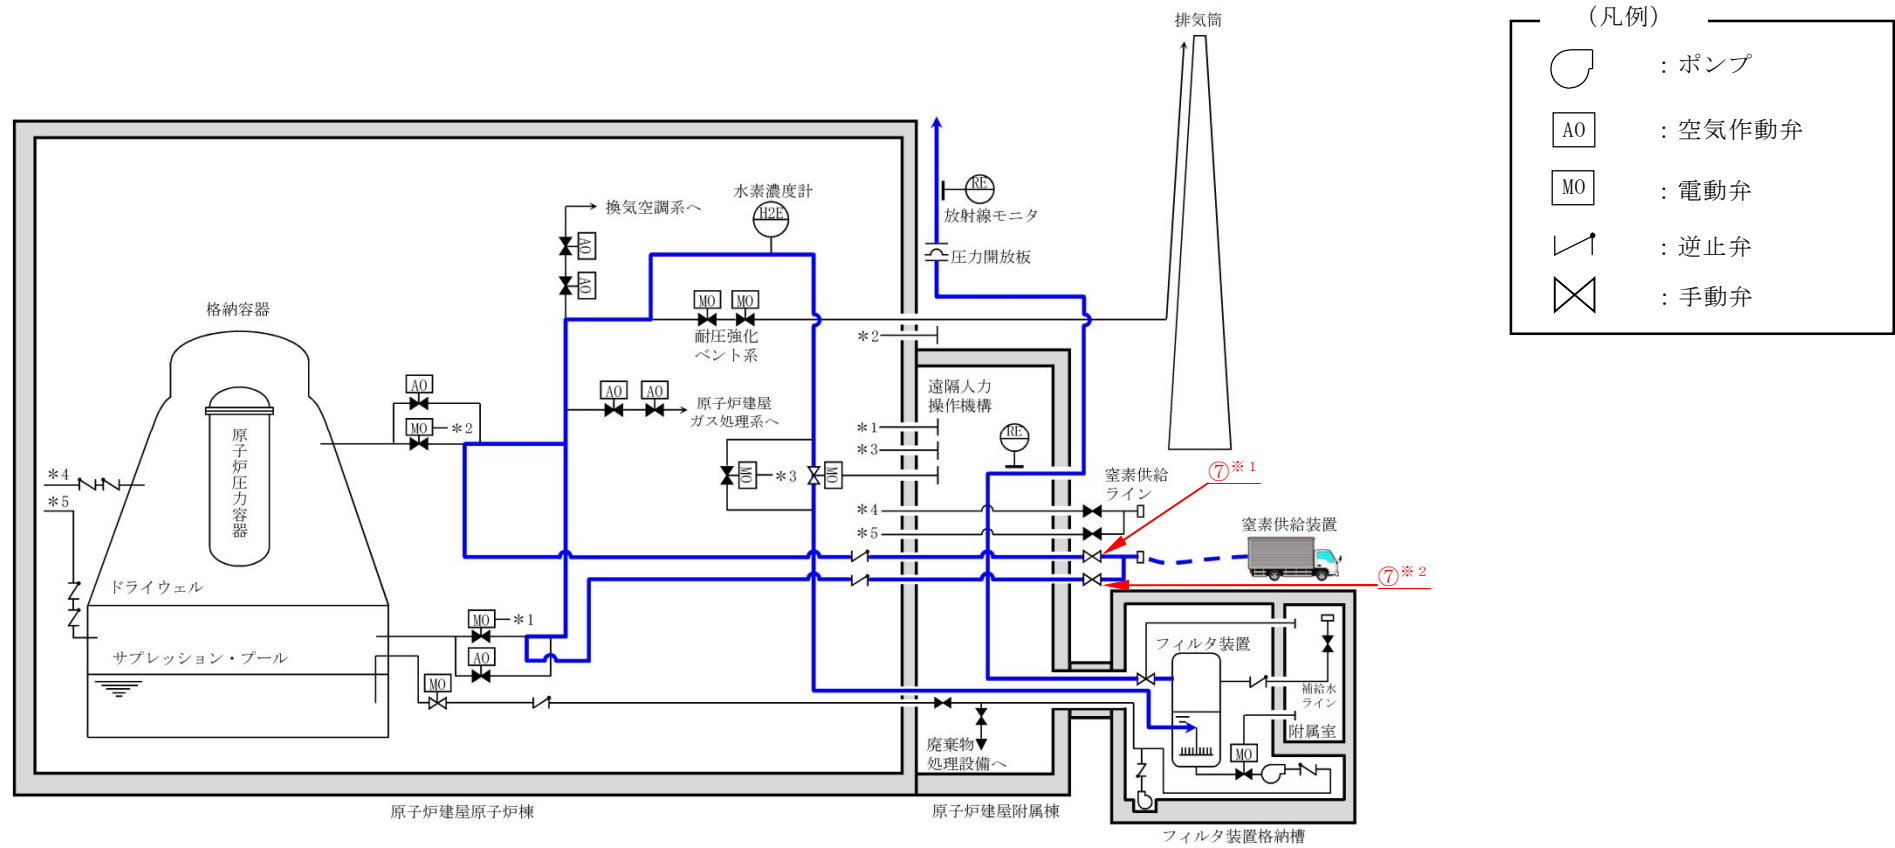 排気筒
(凡例)
:ポンプ
AO
:空気作動弁
MO
:電動弁
:逆止弁
:手動弁
水素濃度計
H2E
換気空調系へ
AO
AO
RE
放射線モニタ
圧力開放板
MO
MO
耐圧強化
ベント系
格納容器
原子炉圧力容器
AO
MO
*2
AO
AO
原子炉建屋
ガス処理系へ
*2
遠隔人力
操作機構
*1
*3
RE
MO
*3
MO
*4
*5
*4
*5
窒素供給
ライン
⑦※1
窒素供給装置
⑦※2
ドライウェル
サプレッション・プール
MO
*1
AO
MO
フィルタ装置
補給水
ライン
附属室
MO
廃棄物
処理設備へ
原子炉建屋原子炉棟
原子炉建屋附属棟
フィルタ装置格納槽